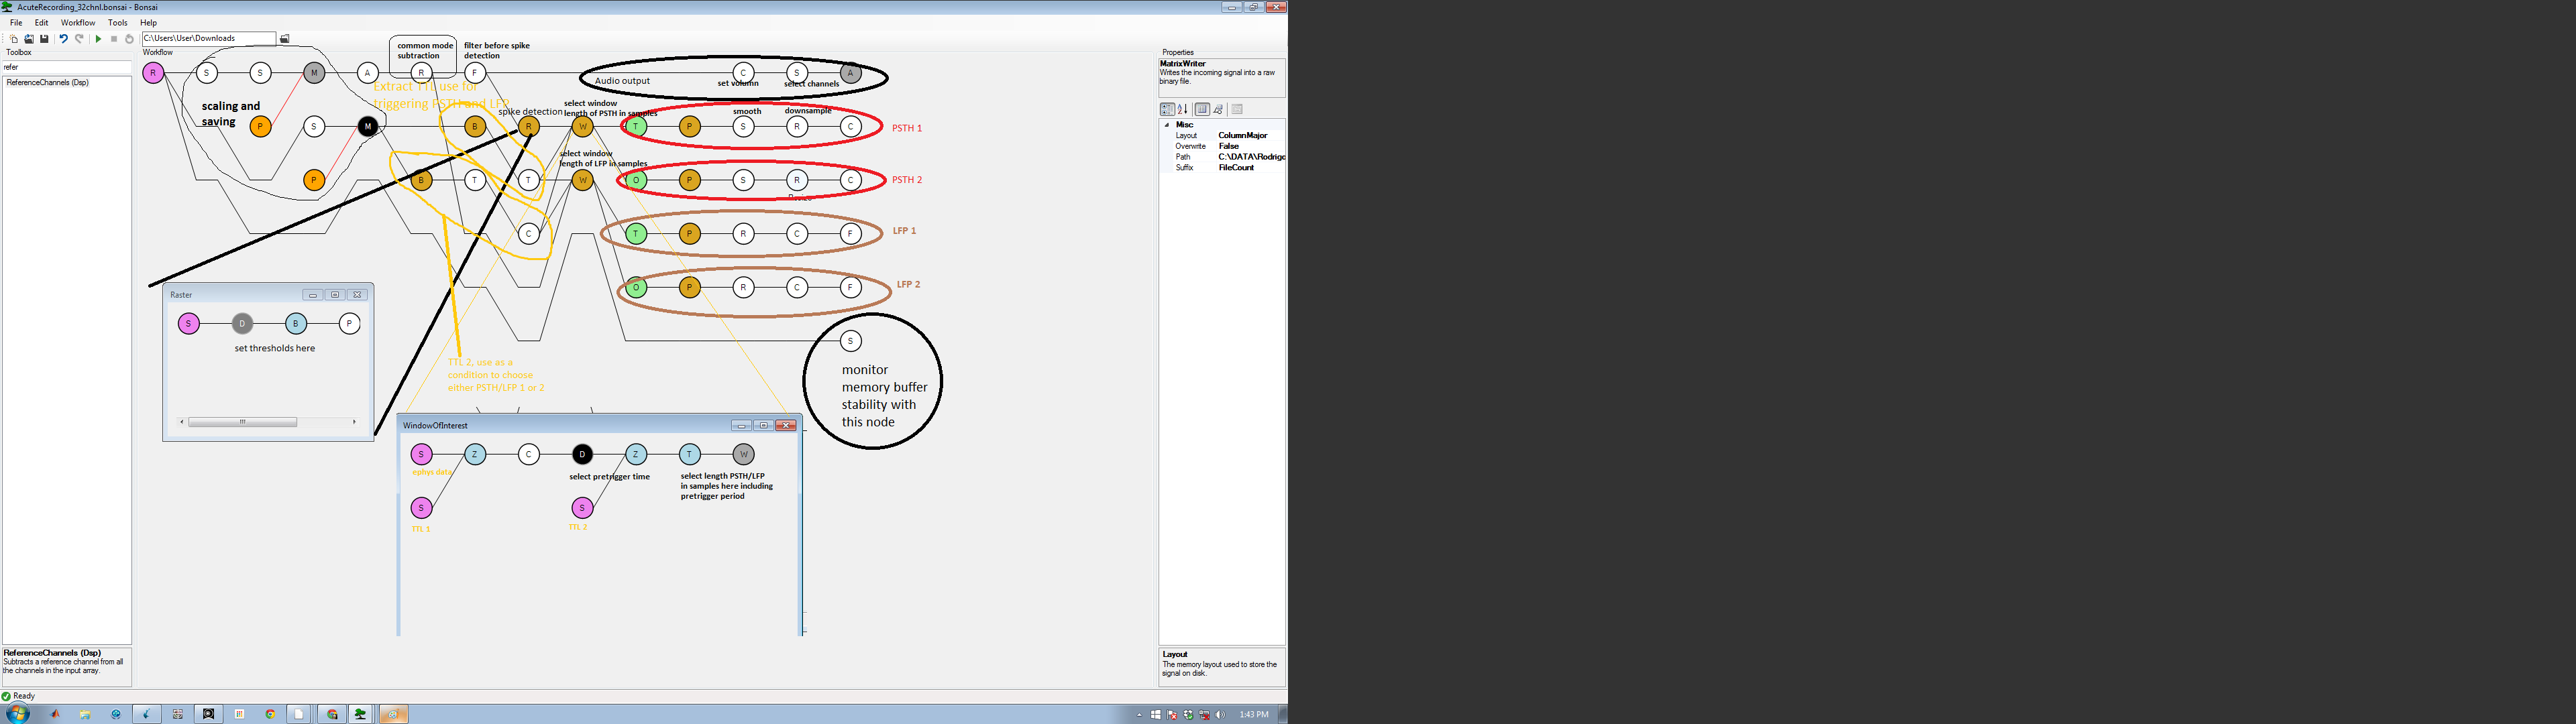 AcuteRecording_32chnl.bonsai - Bonsai
File Edit Workflow Tools Help
C:\Users\User\Downloads
Toolbox
refer
ReferenceChannels (Dsp)
Workflow
common mode
subtraction
filter before spike
detection
R S S M A R F C S A
Audio output
set volumn
select channels
Extract TTL use for
triggering PSTH and LFP
scaling and
saving
spike detection
select window
length of PSTH in samples
smooth
downsample
P S M B R W T P S R C
PSTH 1
select window
length of LFP in samples
P B T T W O P S R C
PSTH 2
C T P R C F
LFP 1
O P R C F
LFP 2
S
monitor
memory buffer
stability with
this node
Raster
S D B P
set thresholds here
TTL 2, use as a
condition to choose
either PSTH/LFP 1 or 2
WindowOfInterest
S Z C D Z T W
ephys data
select pretrigger time
select length PSTH/LFP
in samples here including
pretrigger period
S S
TTL 1
TTL 2
Properties
MatrixWriter
Writes the incoming signal into a raw
binary file.
Misc
Layout ColumnMajor
Overwrite False
Path C:\DATA\Rodrigo
Suffix FileCount
ReferenceChannels (Dsp)
Subtracts a reference channel from all
the channels in the input array.
Layout
The memory layout used to store the
signal on disk.
Ready
1:43 PM